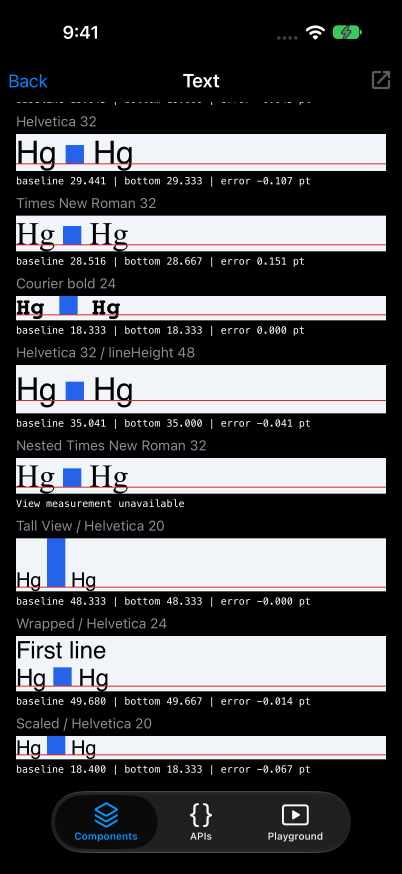 9:41
Back
Text
Helvetica 32
Hg Hg
baseline 29.441 | bottom 29.333 | error -0.107 pt
Times New Roman 32
Hg Hg
baseline 28.516 | bottom 28.667 | error 0.151 pt
Courier bold 24
Hg Hg
baseline 18.333 | bottom 18.333 | error 0.000 pt
Helvetica 32 / lineHeight 48
Hg Hg
baseline 35.041 | bottom 35.000 | error -0.041 pt
Nested Times New Roman 32
Hg Hg
View measurement unavailable
Tall View / Helvetica 20
Hg Hg
baseline 48.333 | bottom 48.333 | error -0.000 pt
Wrapped / Helvetica 24
First line
Hg Hg
baseline 49.680 | bottom 49.667 | error -0.014 pt
Scaled / Helvetica 20
Hg Hg
baseline 18.400 | bottom 18.333 | error -0.067 pt
Components
APIs
Playground